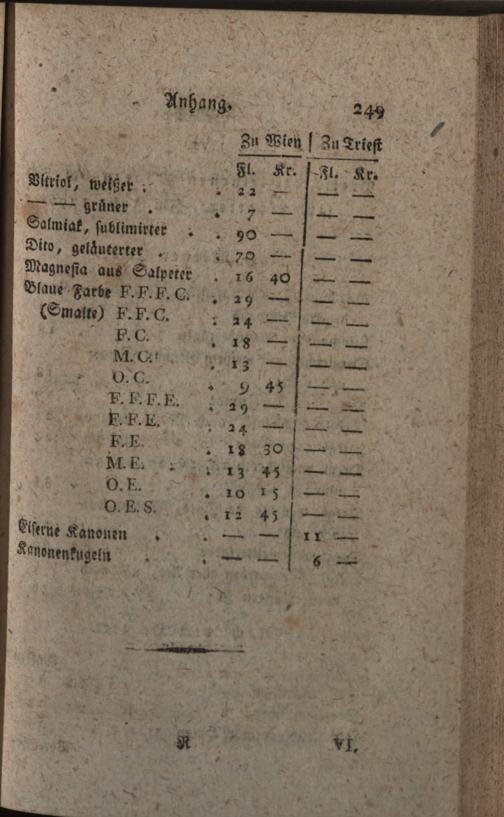 Anhang. 249
Zu Wien | Zu Triest
Fl. Kr. Fl. Kr.
Vitriol, weißer . . 22 — — —
— — grüner . . 7 — — —
Salmiak, sublimirter . . 90 — — —
Dito, geläuterter . . 70 — — —
Magnesia aus Salpeter . 16 40 — —
Blaue Farbe F.F.F.C. . 29 — — —
(Smalte) F.F.C. . 24 — — —
F.C. . 18 — — —
M.C. . 13 — — —
O.C. . 9 45 — —
F.F.F.E. . 29 — — —
F.F.E. . 24 — — —
F.E. . 18 30 — —
M.E. . . 13 45 — —
O.E. . 10 15 — —
O.E.S. . 12 45 — —
Eiserne Kanonen . . — — 11 —
Kanonenkugeln . . — — 6 —
R VI.